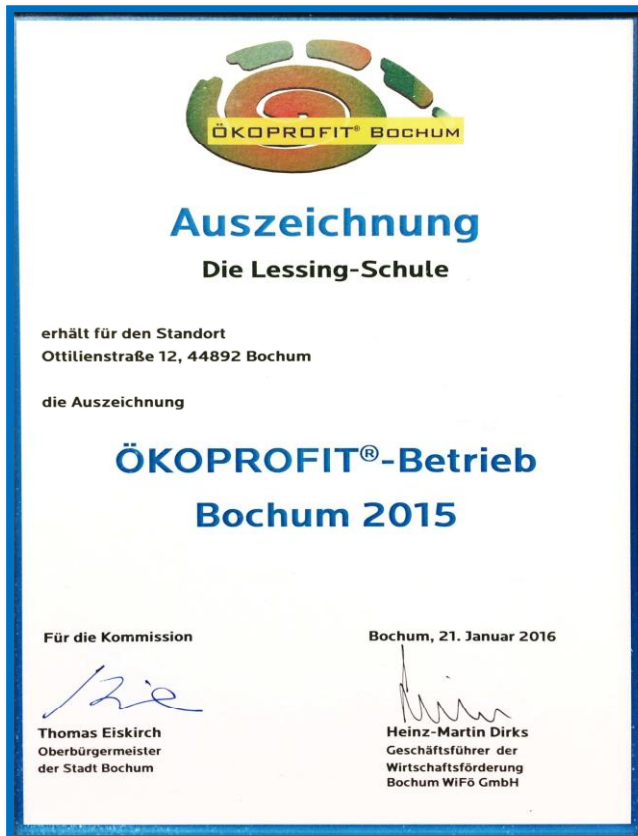 ÖKOPROFIT® BOCHUM
Auszeichnung
Die Lessing-Schule
erhält für den Standort
Ottilienstraße 12, 44892 Bochum
die Auszeichnung
ÖKOPROFIT®-Betrieb
Bochum 2015
Für die Kommission
Bochum, 21. Januar 2016
Thomas Eiskirch
Oberbürgermeister
der Stadt Bochum
Heinz-Martin Dirks
Geschäftsführer der
Wirtschaftsförderung
Bochum WiFö GmbH